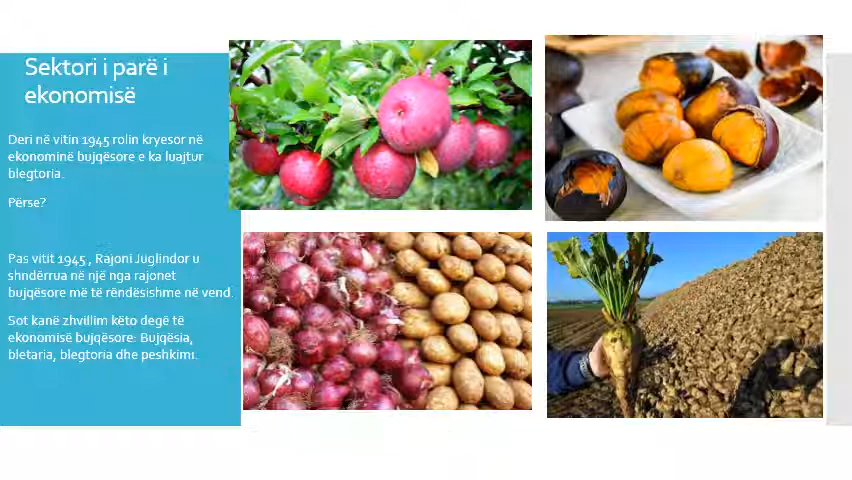 Sektori i parë i
ekonomisë
Deri në vitin 1945 rolin kryesor në
ekonominë bujqësore e ka luajtur
blegtoria.
Përse?
Pas vitit 1945 , Rajoni Juglindor u
shndërrua në një nga rajonet
bujqësore më të rëndësishme në vend.
Sot kanë zhvillim këto degë të
ekonomisë bujqësore: Bujqësia,
bletaria, blegtoria dhe peshkimi.